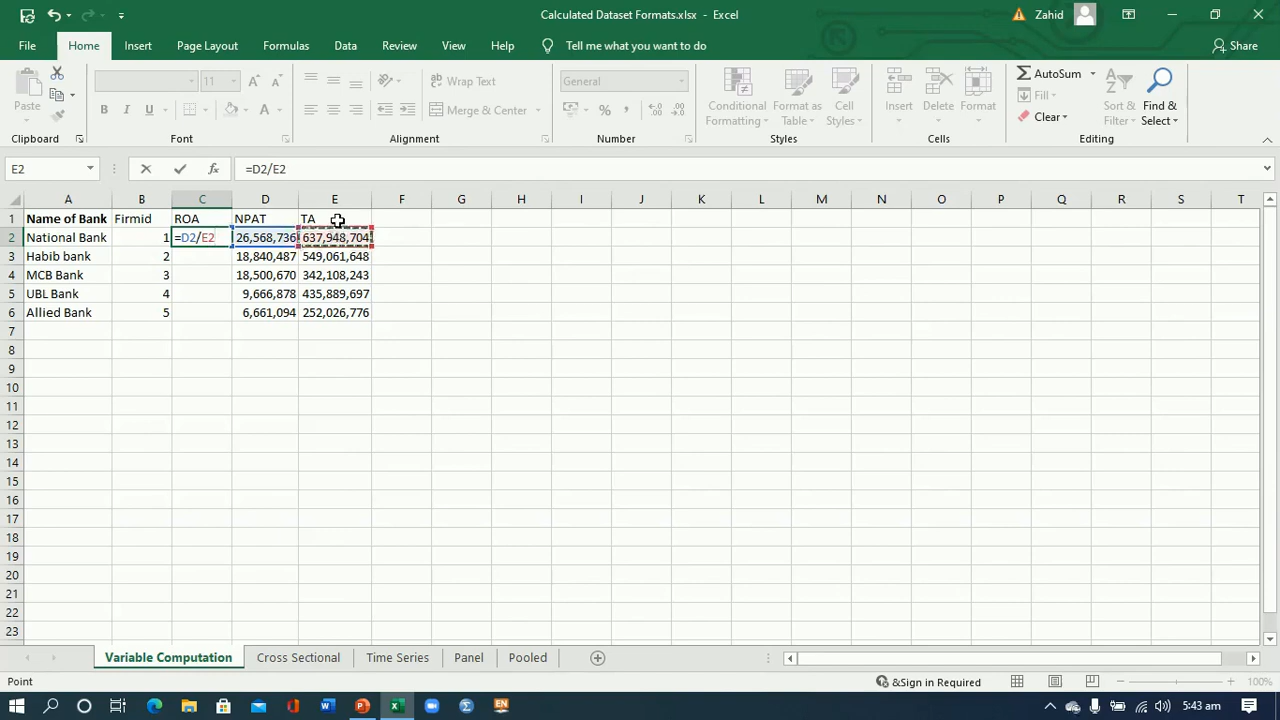 Calculated Dataset Formats.xlsx - Excel
Zahid
File Home Insert Page Layout Formulas Data Review View Help Tell me what you want to do Share
Paste
Clipboard
11
B I U
Font
Wrap Text
Merge & Center
Alignment
General
Number
Conditional Formatting
Format as Table
Cell Styles
Styles
Insert Delete Format
Cells
AutoSum
Fill
Clear
Sort & Filter
Find & Select
Editing
E2 =D2/E2
A B C D E F G H I J K L M N O P Q R S T
1 Name of Bank Firmid ROA NPAT TA
2 National Bank 1 =D2/E2 26,568,736 637,948,704
3 Habib bank 2 18,840,487 549,061,648
4 MCB Bank 3 18,500,670 342,108,243
5 UBL Bank 4 9,666,878 435,889,697
6 Allied Bank 5 6,661,094 252,026,776
7
8
9
10
11
12
13
14
15
16
17
18
19
20
21
22
23
Variable Computation Cross Sectional Time Series Panel Pooled
Point &Sign in Required 100%
5:43 am